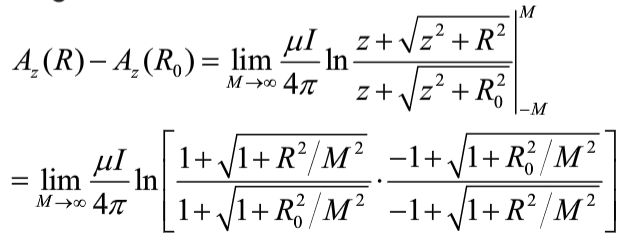 $A_z(R) - A_z(R_0) = \lim_{M \to \infty} \frac{\mu I}{4\pi} \ln \left. \frac{z + \sqrt{z^2 + R^2}}{z + \sqrt{z^2 + R_0^2}} \right|_{-M}^{M}$
$= \lim_{M \to \infty} \frac{\mu I}{4\pi} \ln \left[ \frac{1 + \sqrt{1 + R^2/M^2}}{1 + \sqrt{1 + R_0^2/M^2}} \cdot \frac{-1 + \sqrt{1 + R_0^2/M^2}}{-1 + \sqrt{1 + R^2/M^2}} \right]$